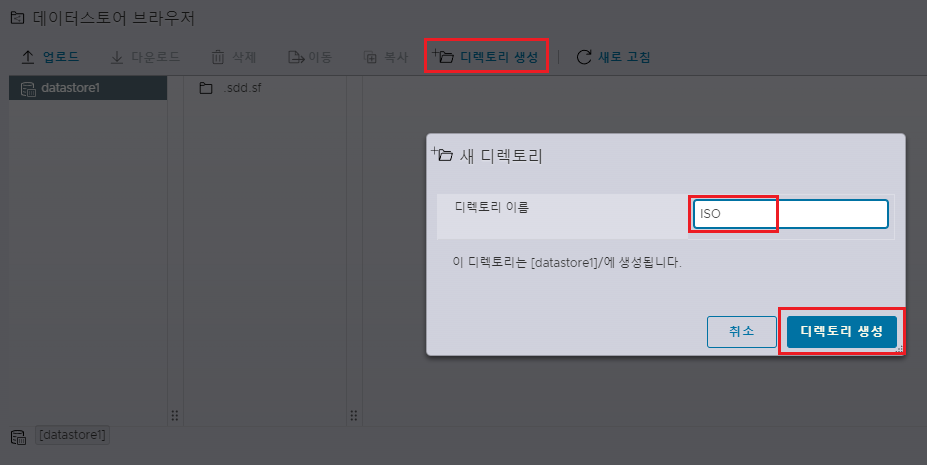 데이터스토어 브라우저
업로드 다운로드 삭제 이동 복사 디렉토리 생성 새로 고침
datastore1 .sdd.sf
새 디렉토리
디렉토리 이름 ISO
이 디렉토리는 [datastore1]/에 생성됩니다.
취소 디렉토리 생성
[datastore1]